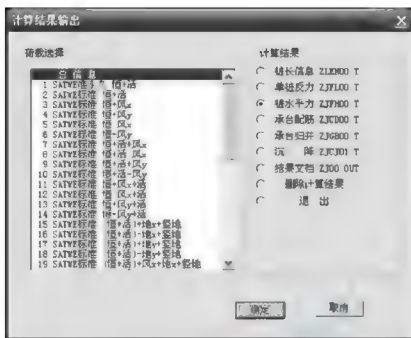 计算结果输出
荷载选择
总信息
1 SATWE标准 恒+活
2 SATWE标准 恒+活
3 SATWE标准 恒+风x
4 SATWE标准 恒+风y
5 SATWE标准 恒-风x
6 SATWE标准 恒-风y
7 SATWE标准 恒+活+风x
8 SATWE标准 恒+活-风x
9 SATWE标准 恒+活+风y
10 SATWE标准 恒+活-风y
11 SATWE标准 恒+风x+活
12 SATWE标准 恒-风x+活
13 SATWE标准 恒+风y+活
14 SATWE标准 恒-风y+活
15 SATWE标准 (恒+活)+地x+竖地
16 SATWE标准 (恒+活)-地x+竖地
17 SATWE标准 (恒+活)+地y+竖地
18 SATWE标准 (恒+活)-地y+竖地
19 SATWE标准 (恒+活)+风x+地x+竖地
计算结果
桩长信息 ZLEN00 T
单桩反力 ZJFL00 T
桩水平力 ZJFH00 T
承台配筋 ZJCD00 T
承台归并 ZJGB00 T
沉 降 ZJCJ01 T
结果文档 ZJ00 OUT
删除计算结果
退 出
确定
取消